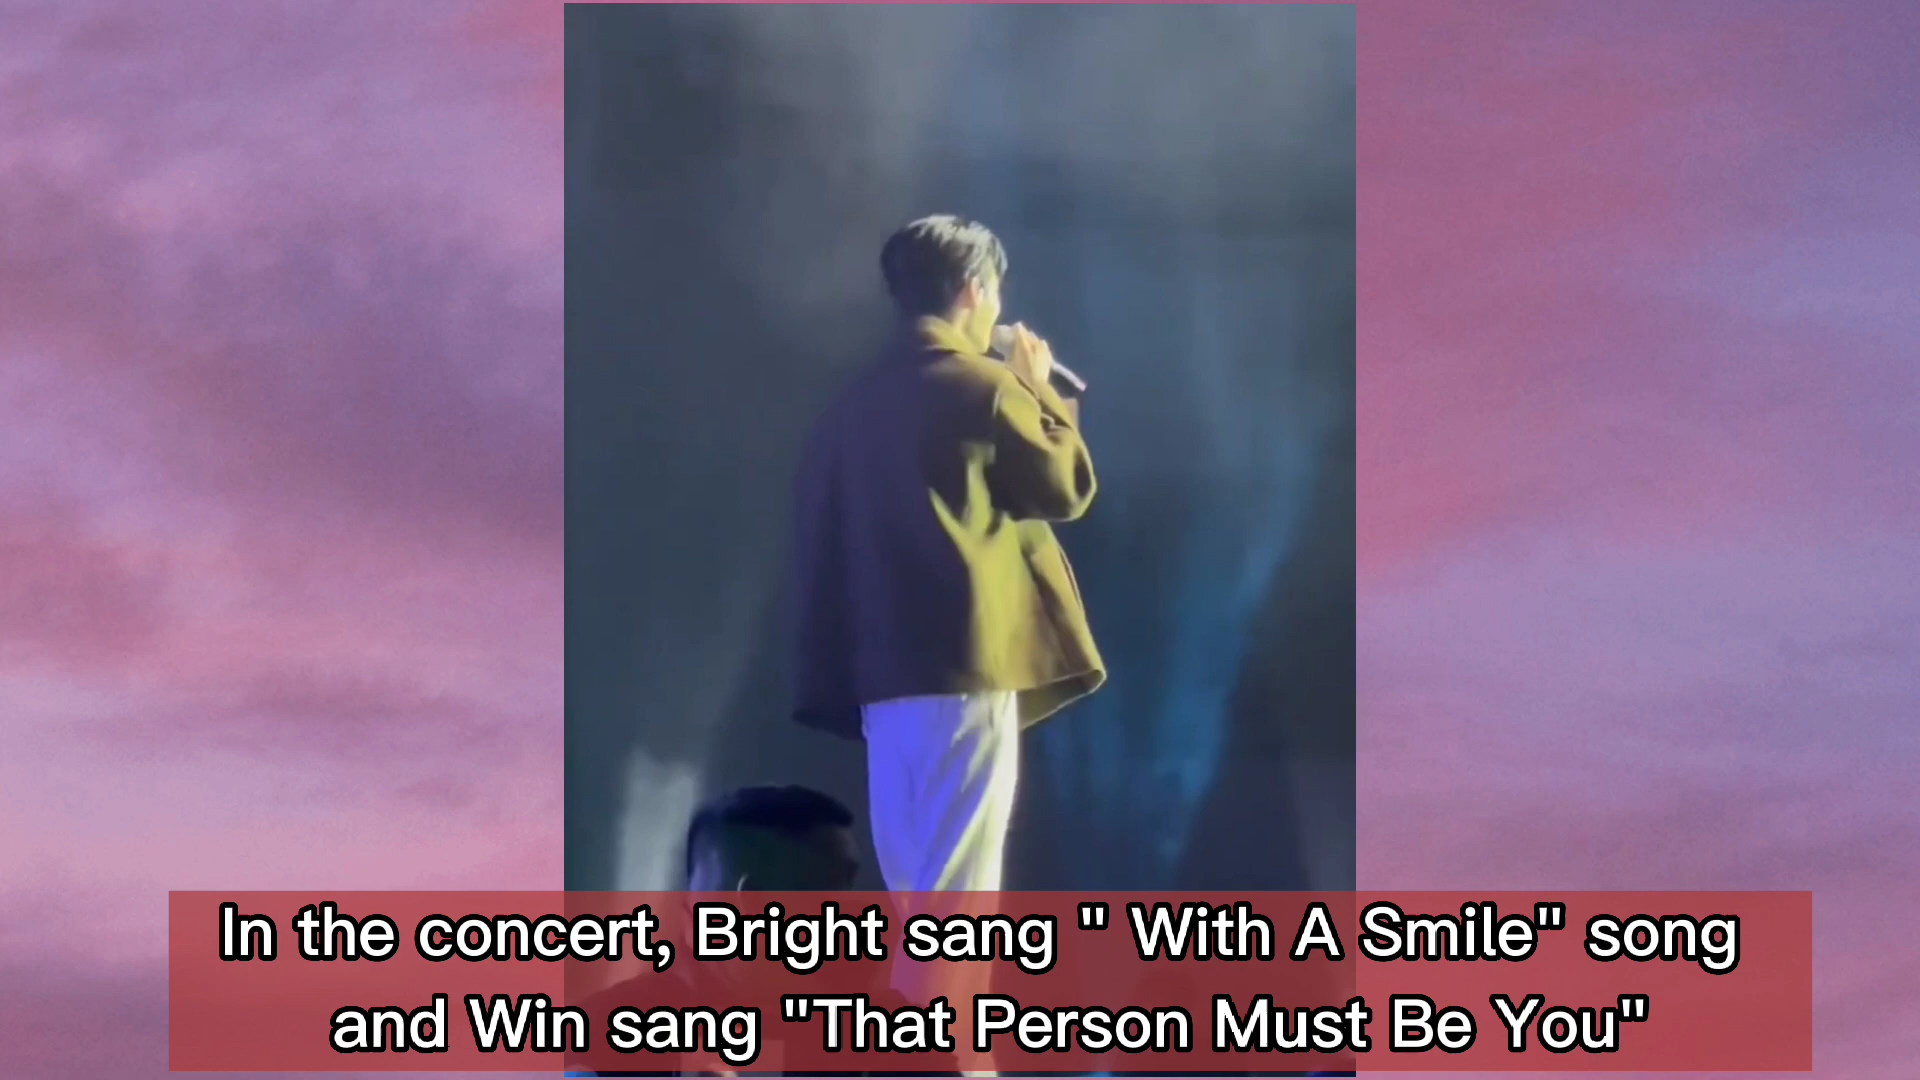 In the concert, Bright sang " With A Smile" song
and Win sang "That Person Must Be You"